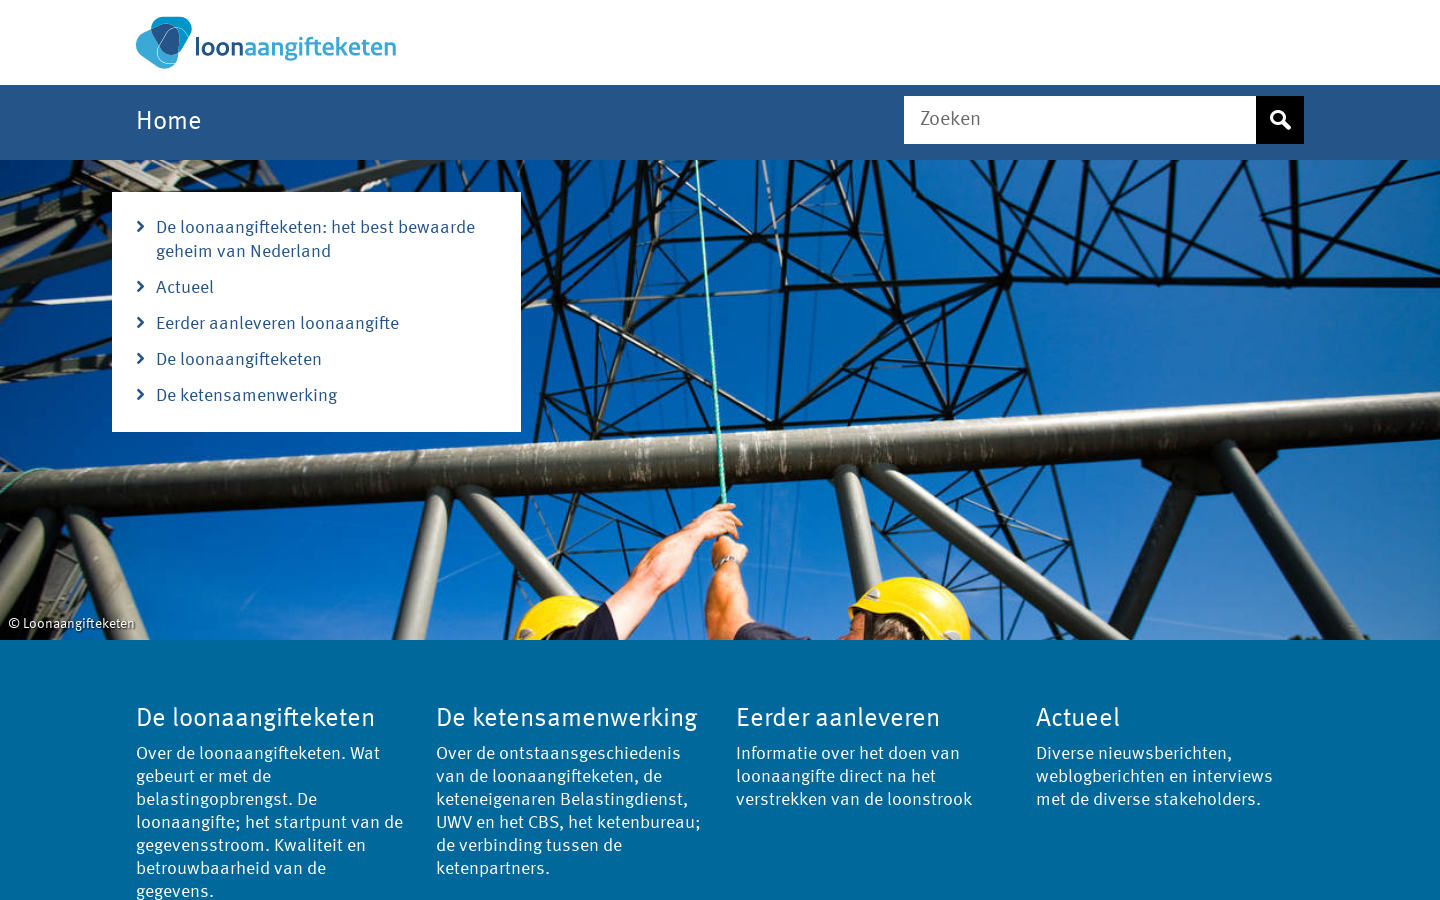 loonaangifteketen
Home
Zoeken
De loonaangifteketen: het best bewaarde
geheim van Nederland
Actueel
Eerder aanleveren loonaangifte
De loonaangifteketen
De ketensamenwerking
© Loonaangifteketen
De loonaangifteketen
Over de loonaangifteketen. Wat
gebeurt er met de
belastingopbrengst. De
loonaangifte; het startpunt van de
gegevensstroom. Kwaliteit en
betrouwbaarheid van de
gegevens.
De ketensamenwerking
Over de ontstaansgeschiedenis
van de loonaangifteketen, de
keteneigenaren Belastingdienst,
UWV en het CBS, het ketenbureau;
de verbinding tussen de
ketenpartners.
Eerder aanleveren
Informatie over het doen van
loonaangifte direct na het
verstrekken van de loonstrook
Actueel
Diverse nieuwsberichten,
weblogberichten en interviews
met de diverse stakeholders.